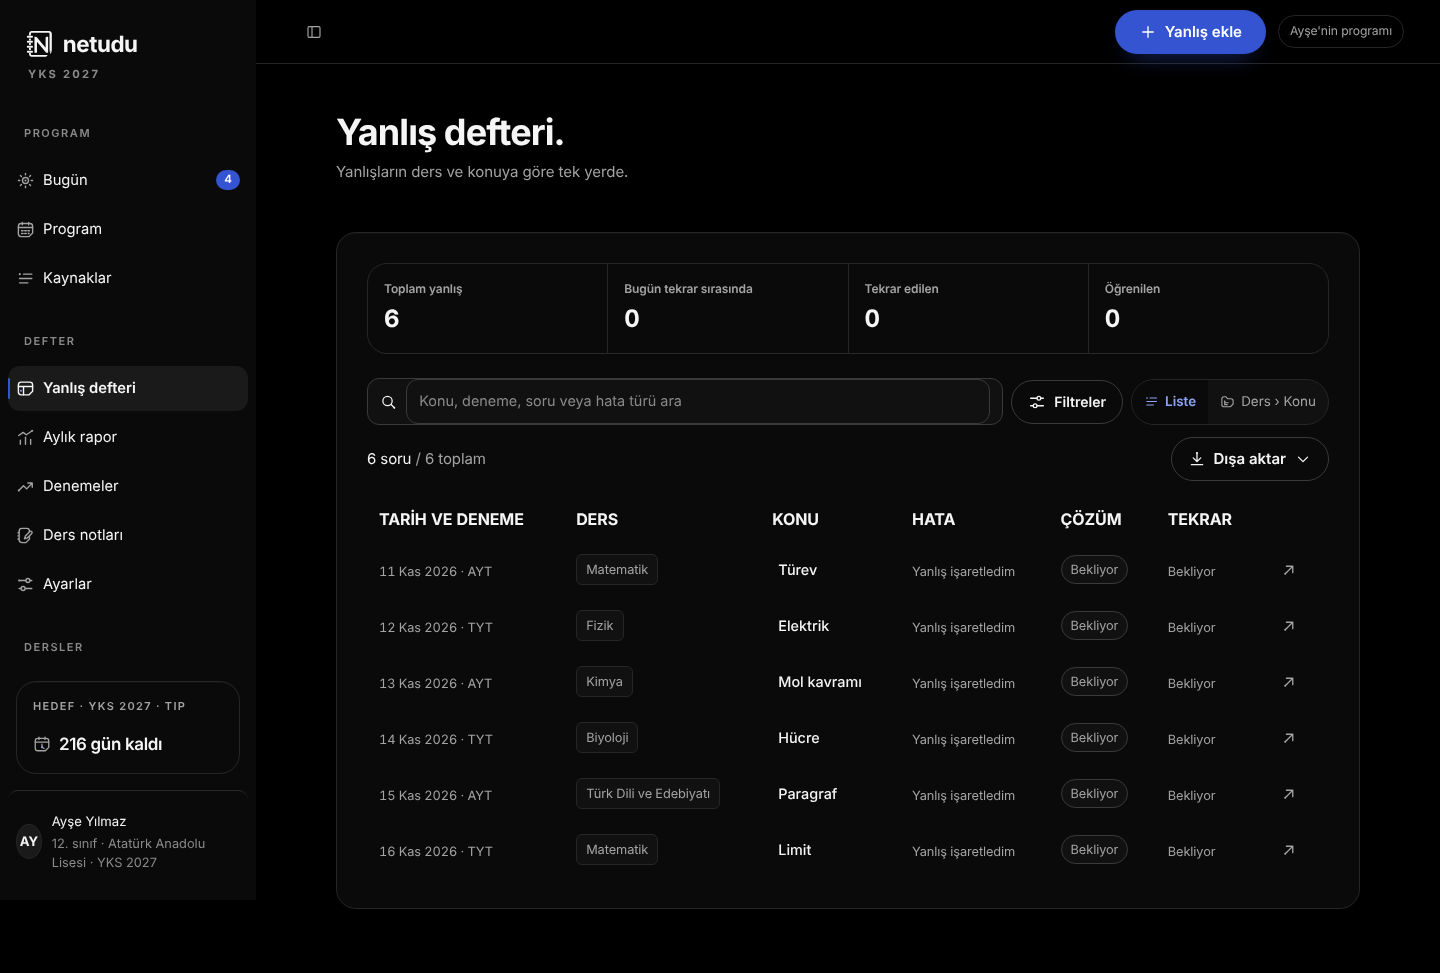 netudu
YKS 2027
PROGRAM
Bugün 4
Program
Kaynaklar
DEFTER
Yanlış defteri
Aylık rapor
Denemeler
Ders notları
Ayarlar
DERSLER
HEDEF · YKS 2027 · TIP
216 gün kaldı
AY
Ayşe Yılmaz
12. sınıf · Atatürk Anadolu
Lisesi · YKS 2027
Yanlış ekle
Ayşe'nin programı
Yanlış defteri.
Yanlışların ders ve konuya göre tek yerde.
Toplam yanlış
6
Bugün tekrar sırasında
0
Tekrar edilen
0
Öğrenilen
0
Konu, deneme, soru veya hata türü ara
Filtreler
Liste
Ders › Konu
6 soru / 6 toplam
Dışa aktar
TARİH VE DENEME DERS KONU HATA ÇÖZÜM TEKRAR
11 Kas 2026 · AYT Matematik Türev Yanlış işaretledim Bekliyor Bekliyor
12 Kas 2026 · TYT Fizik Elektrik Yanlış işaretledim Bekliyor Bekliyor
13 Kas 2026 · AYT Kimya Mol kavramı Yanlış işaretledim Bekliyor Bekliyor
14 Kas 2026 · TYT Biyoloji Hücre Yanlış işaretledim Bekliyor Bekliyor
15 Kas 2026 · AYT Türk Dili ve Edebiyatı Paragraf Yanlış işaretledim Bekliyor Bekliyor
16 Kas 2026 · TYT Matematik Limit Yanlış işaretledim Bekliyor Bekliyor